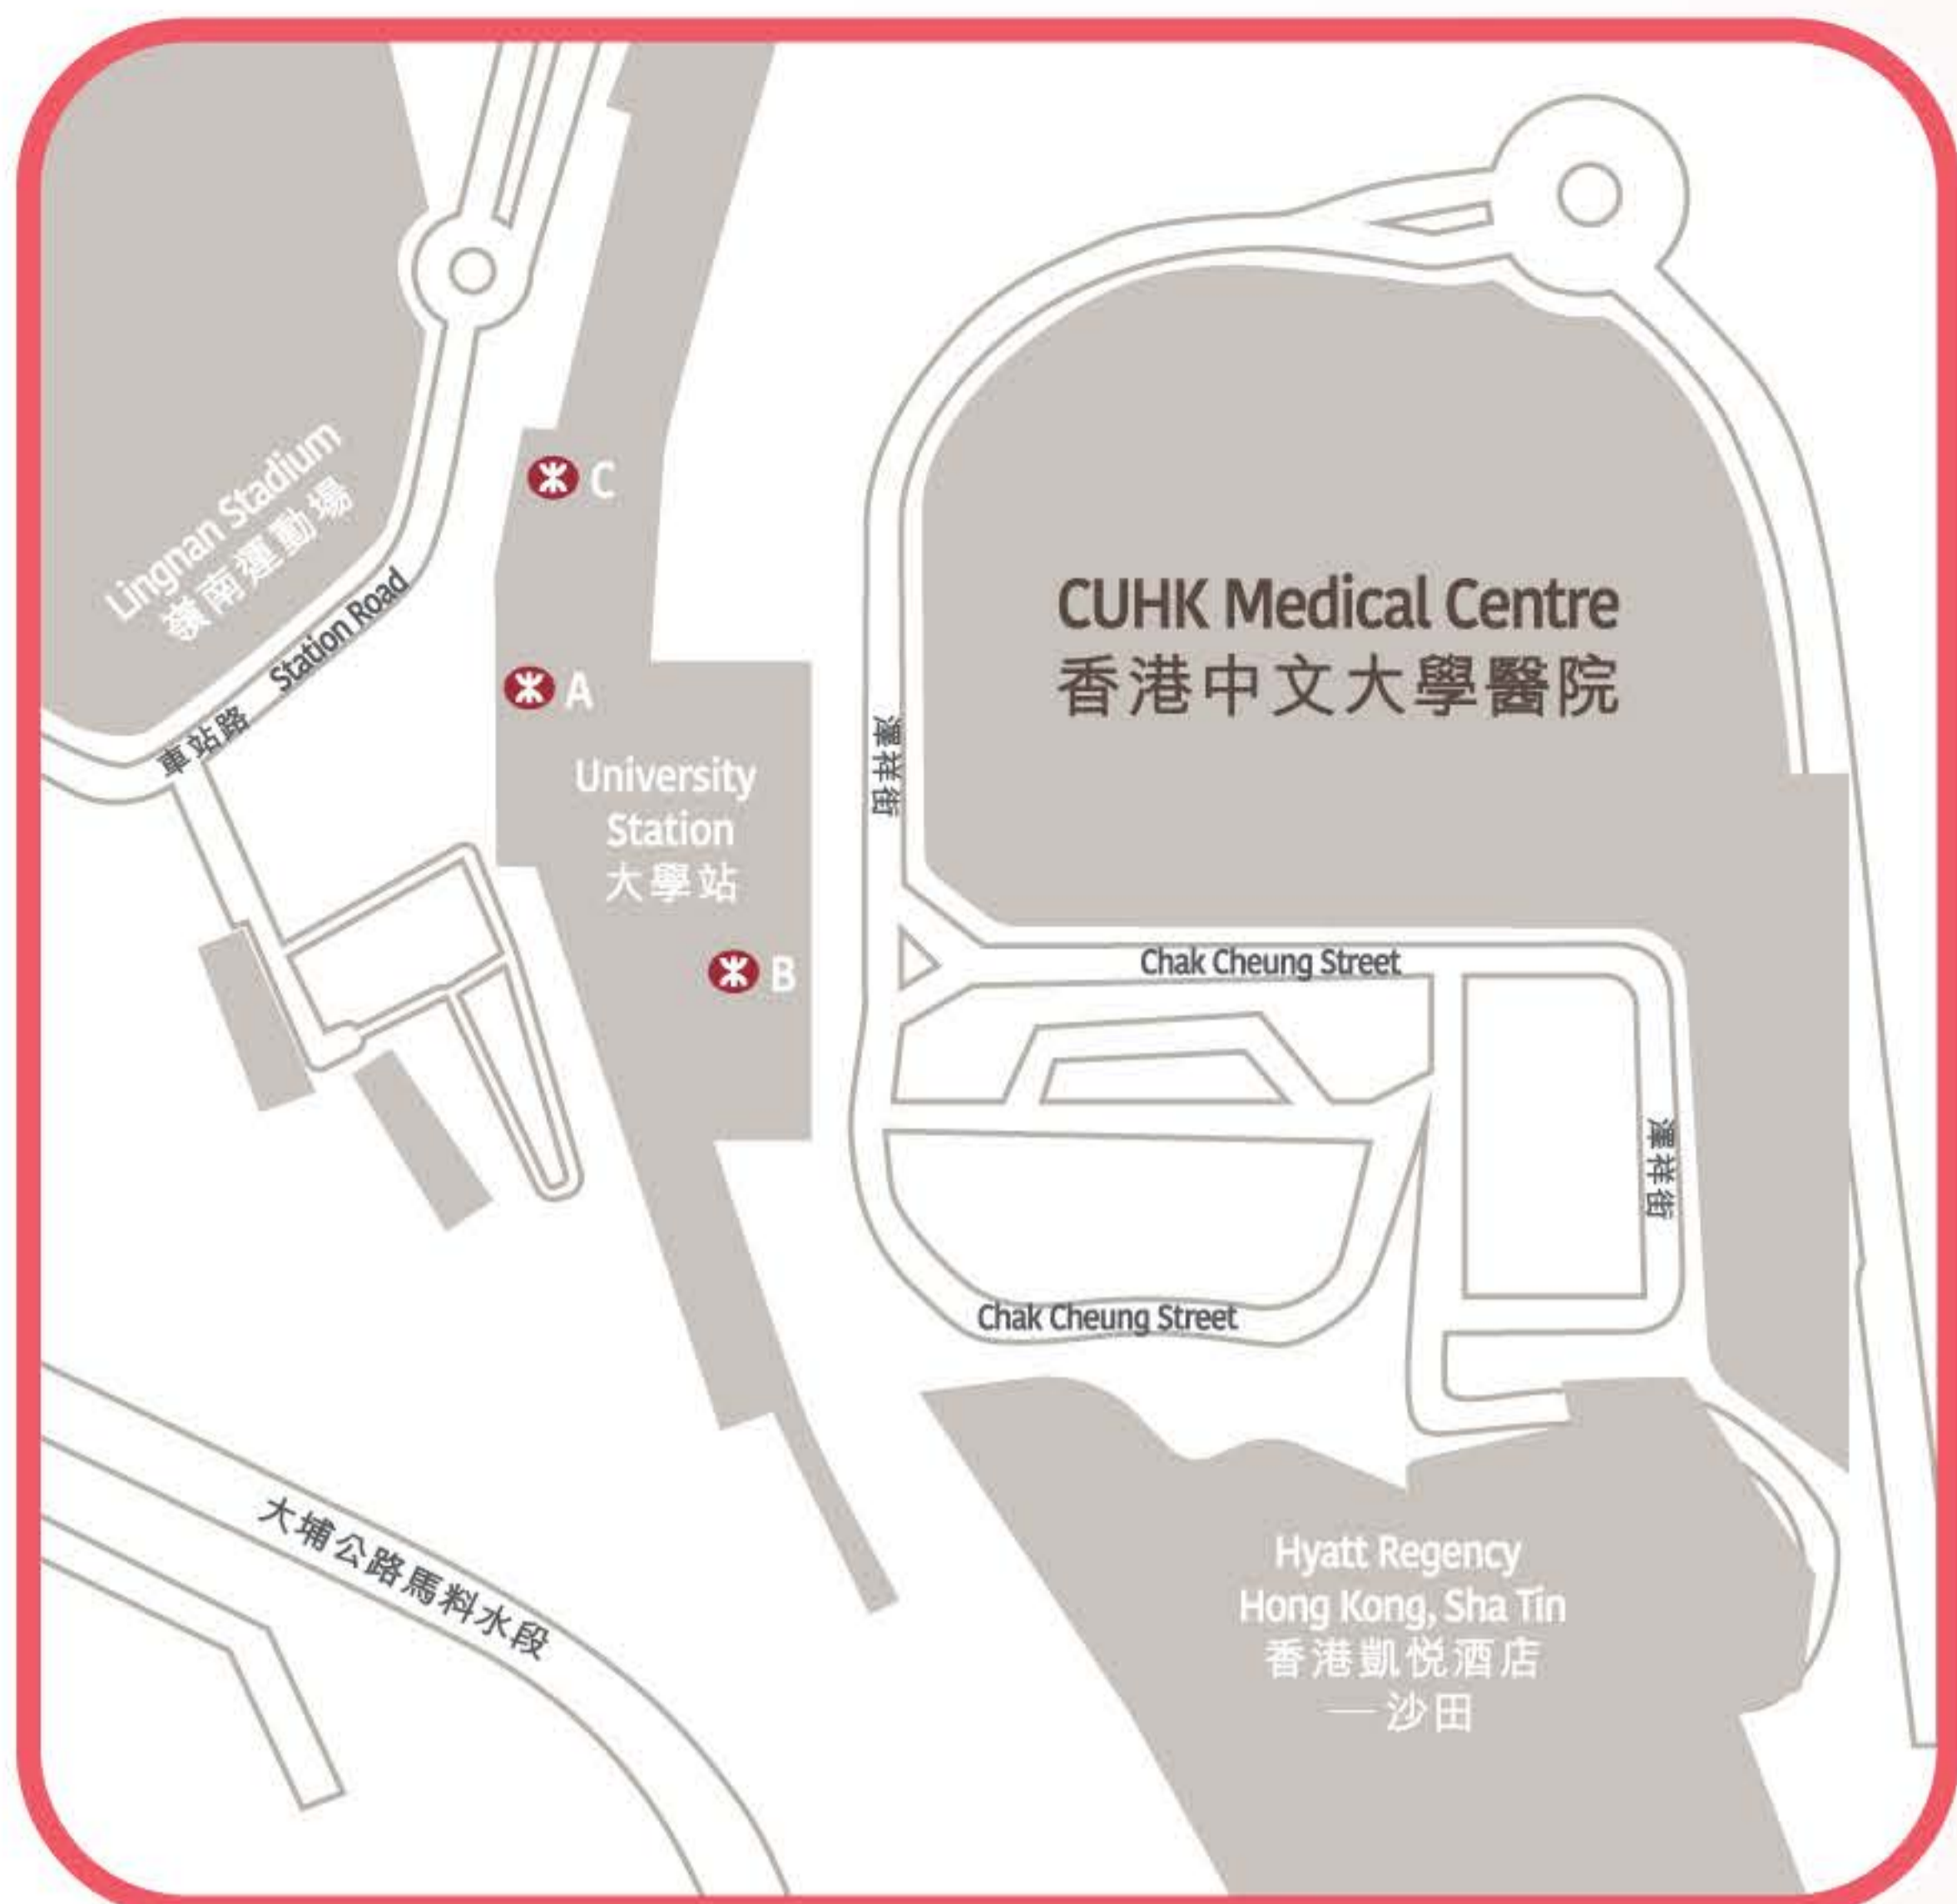 Lingnan Stadium
嶺南運動場
Station Road
車站路
C
A
University
Station
大學站
B
CUHK Medical Centre
香港中文大學醫院
澤祥街
Chak Cheung Street
澤祥街
Chak Cheung Street
大埔公路馬料水段
Hyatt Regency
Hong Kong, Sha Tin
香港凱悦酒店
—沙田